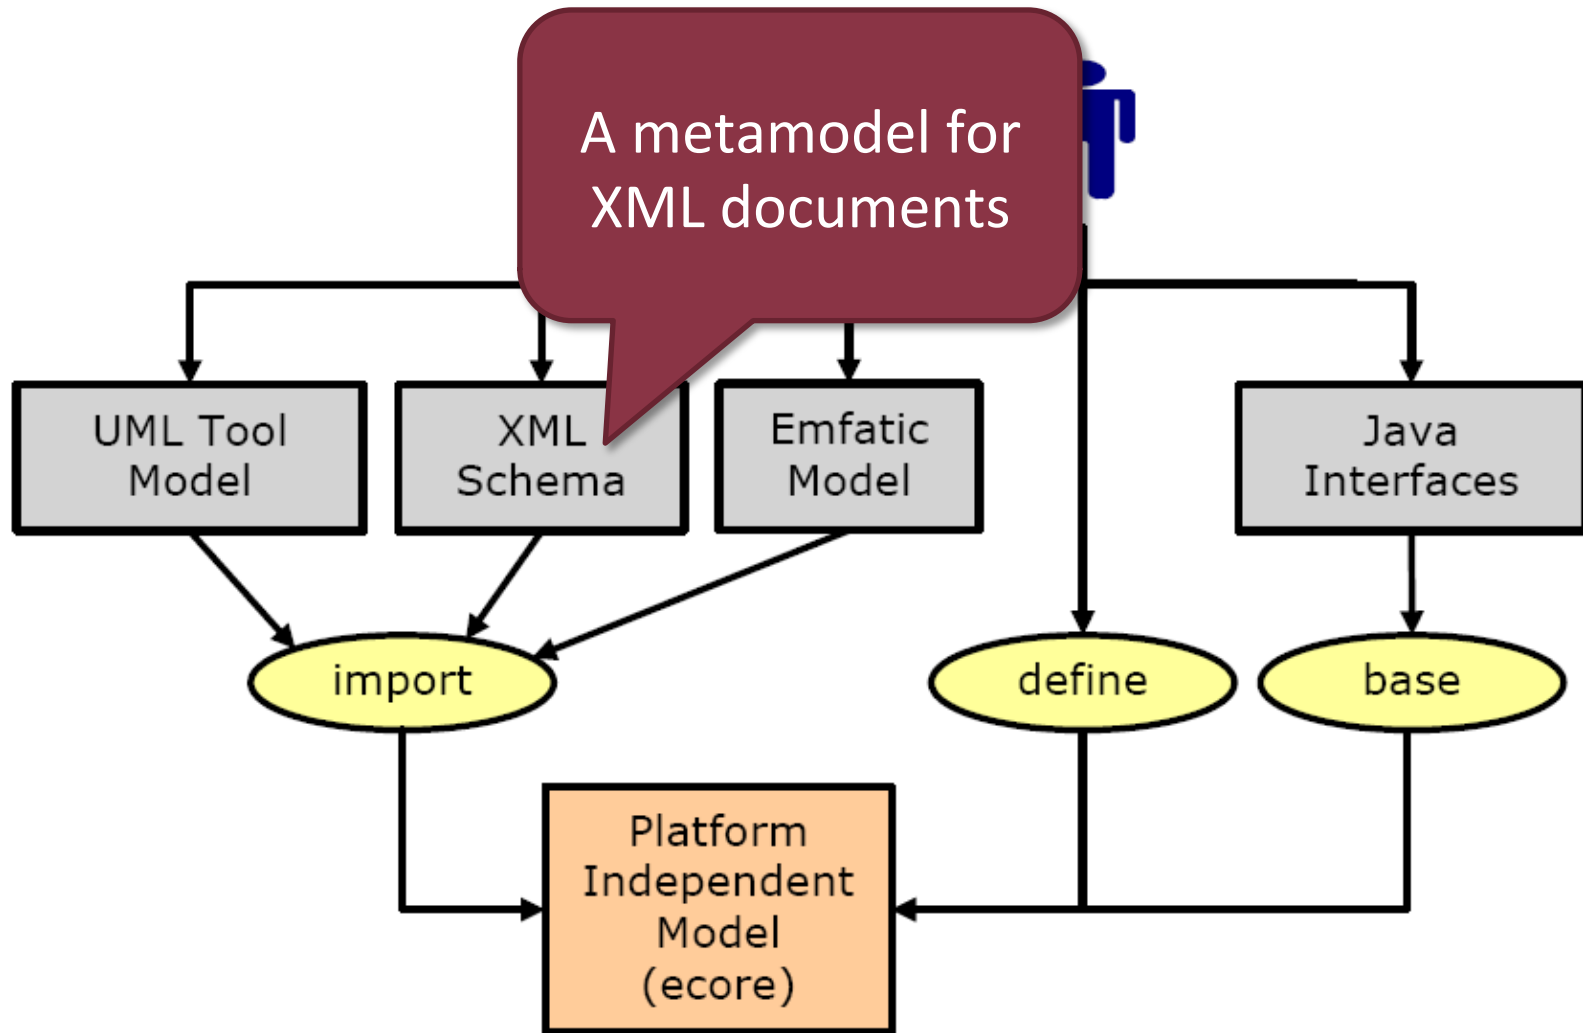 A metamodel for
XML documents
UML Tool
Model
XML
Schema
Emfatic
Model
Java
Interfaces
import
define
base
Platform
Independent
Model
(ecore)